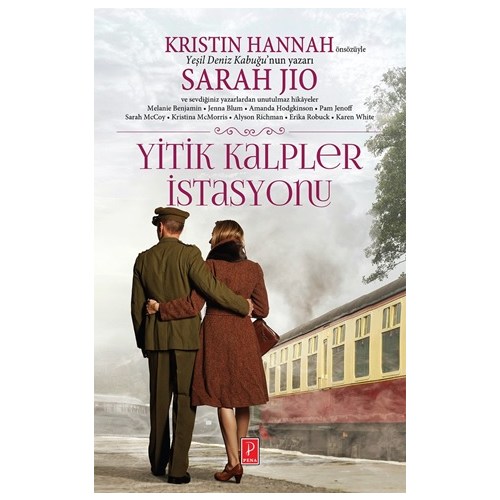 KRISTIN HANNAH önsözüyle
Yeşil Deniz Kabuğu'nun yazarı
SARAH JIO
ve sevdiğiniz yazarlardan unutulmaz hikâyeler
Melanie Benjamin • Jenna Blum • Amanda Hodgkinson • Pam Jenoff
Sarah McCoy • Kristina McMorris • Alyson Richman • Erika Robuck • Karen White
YİTİK KALPLER
İSTASYONU
P
PENA